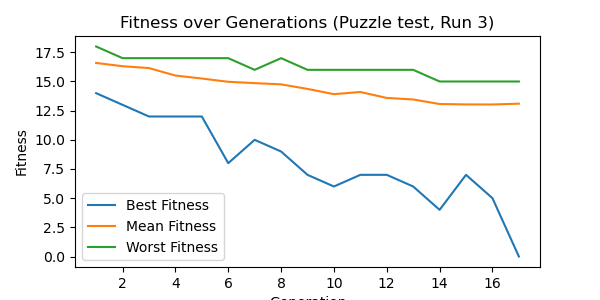 Fitness over Generations (Puzzle test, Run 3)
Fitness
17.5
15.0
12.5
10.0
7.5
5.0
2.5
0.0
Best Fitness
Mean Fitness
Worst Fitness
2 4 6 8 10 12 14 16
Generation